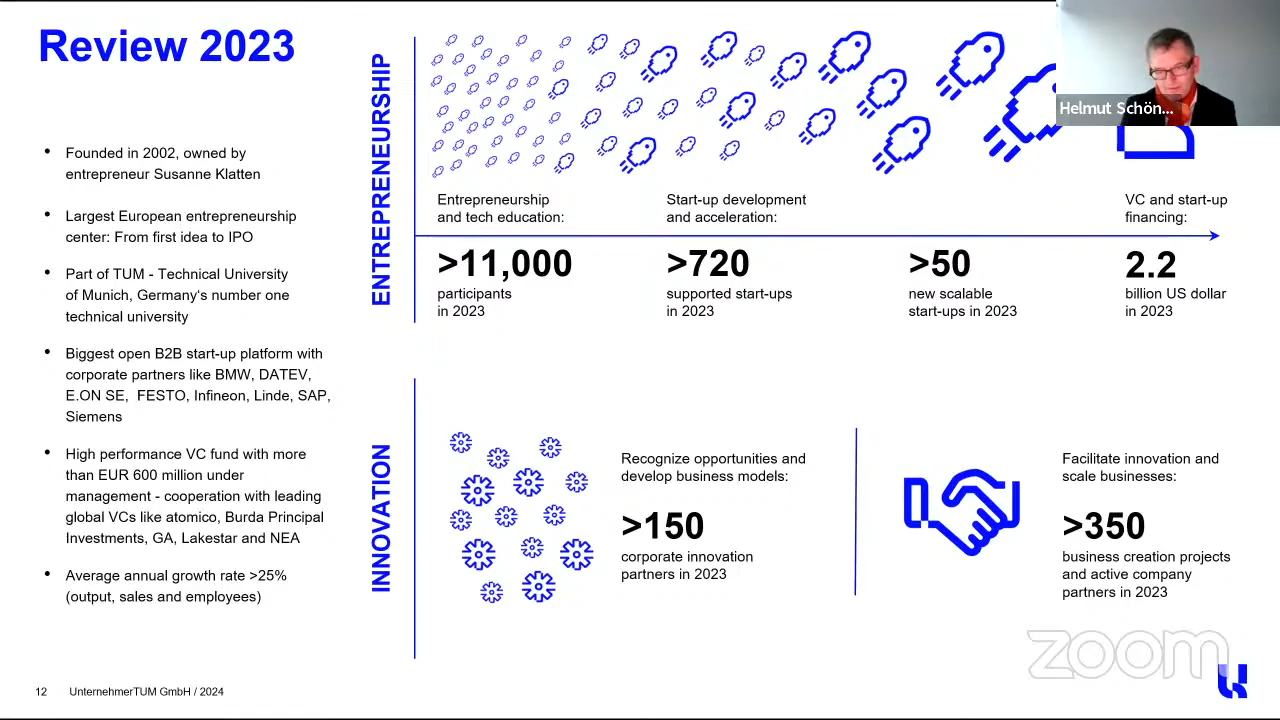 Review 2023
• Founded in 2002, owned by
entrepreneur Susanne Klatten
• Largest European entrepreneurship
center: From first idea to IPO
• Part of TUM - Technical University
of Munich, Germany‘s number one
technical university
• Biggest open B2B start-up platform with
corporate partners like BMW, DATEV,
E.ON SE, FESTO, Infineon, Linde, SAP,
Siemens
• High performance VC fund with more
than EUR 600 million under
management - cooperation with leading
global VCs like atomico, Burda Principal
Investments, GA, Lakestar and NEA
• Average annual growth rate >25%
(output, sales and employees)
ENTREPRENEURSHIP
Entrepreneurship
and tech education:
>11,000
participants
in 2023
Start-up development
and acceleration:
>720
supported start-ups
in 2023
>50
new scalable
start-ups in 2023
VC and start-up
financing:
2.2
billion US dollar
in 2023
Helmut Schön...
INNOVATION
Recognize opportunities and
develop business models:
>150
corporate innovation
partners in 2023
Facilitate innovation and
scale businesses:
>350
business creation projects
and active company
partners in 2023
zoom
12 UnternehmerTUM GmbH / 2024